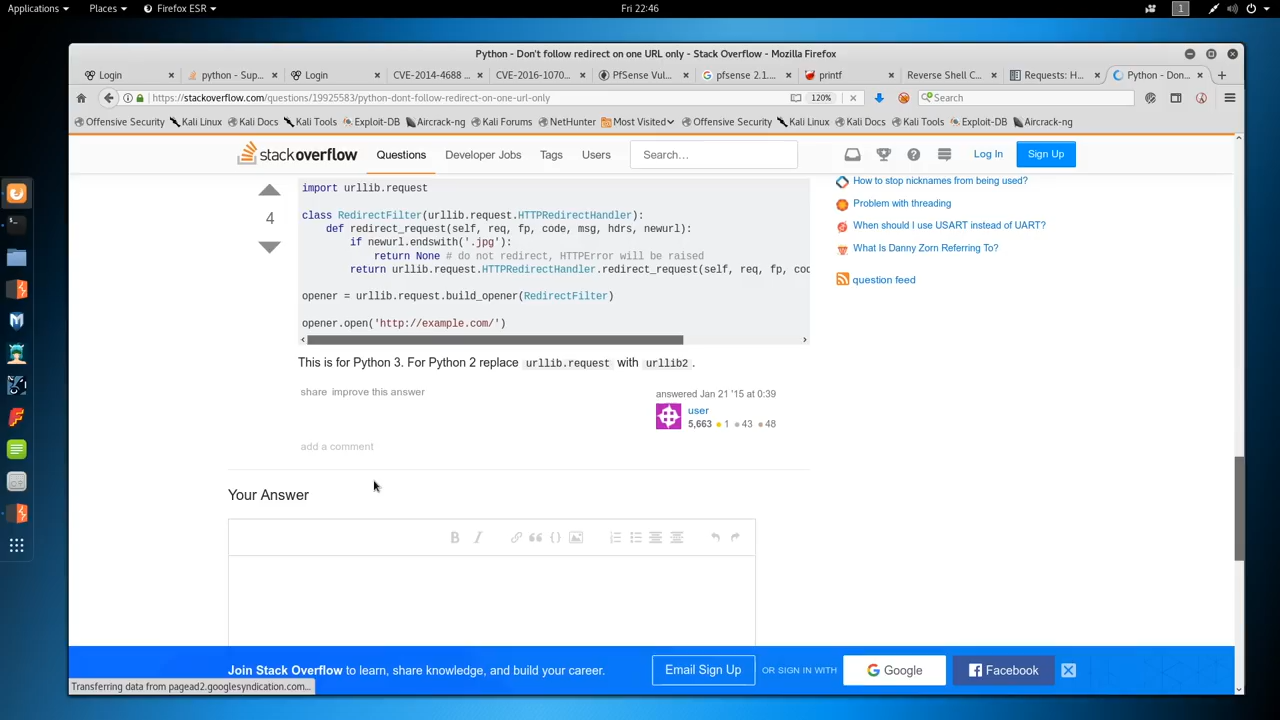 Applications
Places
Firefox ESR
Fri 22:46
1
Python - Don't follow redirect on one URL only - Stack Overflow - Mozilla Firefox
Login
python - Sup...
Login
CVE-2014-4688 ...
CVE-2016-1070...
PfSense Vul...
pfsense 2.1....
printf
Reverse Shell C...
Requests: H...
Python - Don...
https://stackoverflow.com/questions/19925583/python-dont-follow-redirect-on-one-url-only
120%
Search
Offensive Security
Kali Linux
Kali Docs
Kali Tools
Exploit-DB
Aircrack-ng
Kali Forums
NetHunter
Most Visited
Offensive Security
Kali Linux
Kali Docs
Kali Tools
Exploit-DB
Aircrack-ng
stackoverflow
Questions
Developer Jobs
Tags
Users
Search...
Log In
Sign Up
4
import urllib.request
class RedirectFilter(urllib.request.HTTPRedirectHandler):
def redirect_request(self, req, fp, code, msg, hdrs, newurl):
if newurl.endswith('.jpg'):
return None # do not redirect, HTTPError will be raised
return urllib.request.HTTPRedirectHandler.redirect_request(self, req, fp, cod
opener = urllib.request.build_opener(RedirectFilter)
opener.open('http://example.com/')
This is for Python 3. For Python 2 replace urllib.request with urllib2.
share improve this answer
answered Jan 21 '15 at 0:39
user
5,663 1 43 48
add a comment
How to stop nicknames from being used?
Problem with threading
When should I use USART instead of UART?
What Is Danny Zorn Referring To?
question feed
Your Answer
B I
Join Stack Overflow to learn, share knowledge, and build your career.
Email Sign Up
OR SIGN IN WITH
Google
Facebook
Transferring data from pagead2.googlesyndication.com...